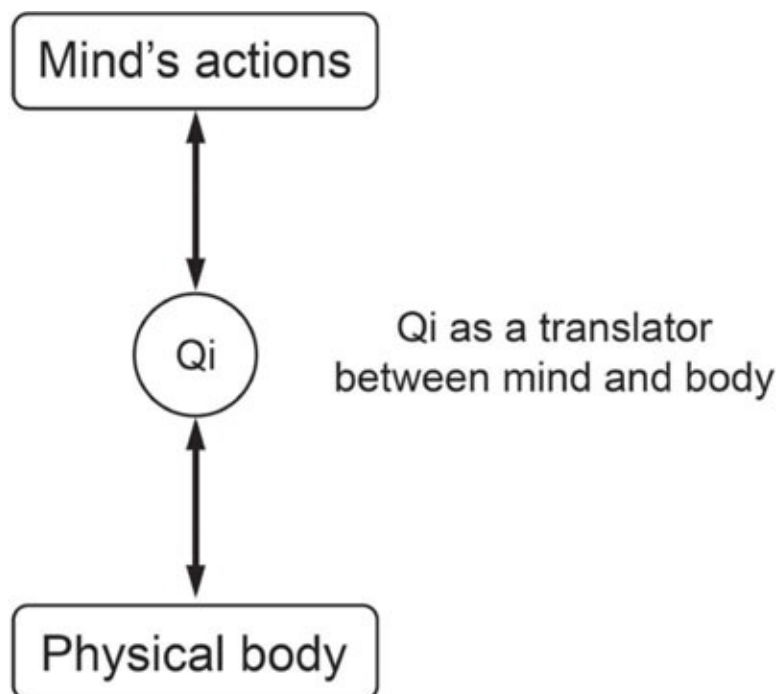 Mind’s actions
Qi
Qi as a translator
between mind and body
Physical body